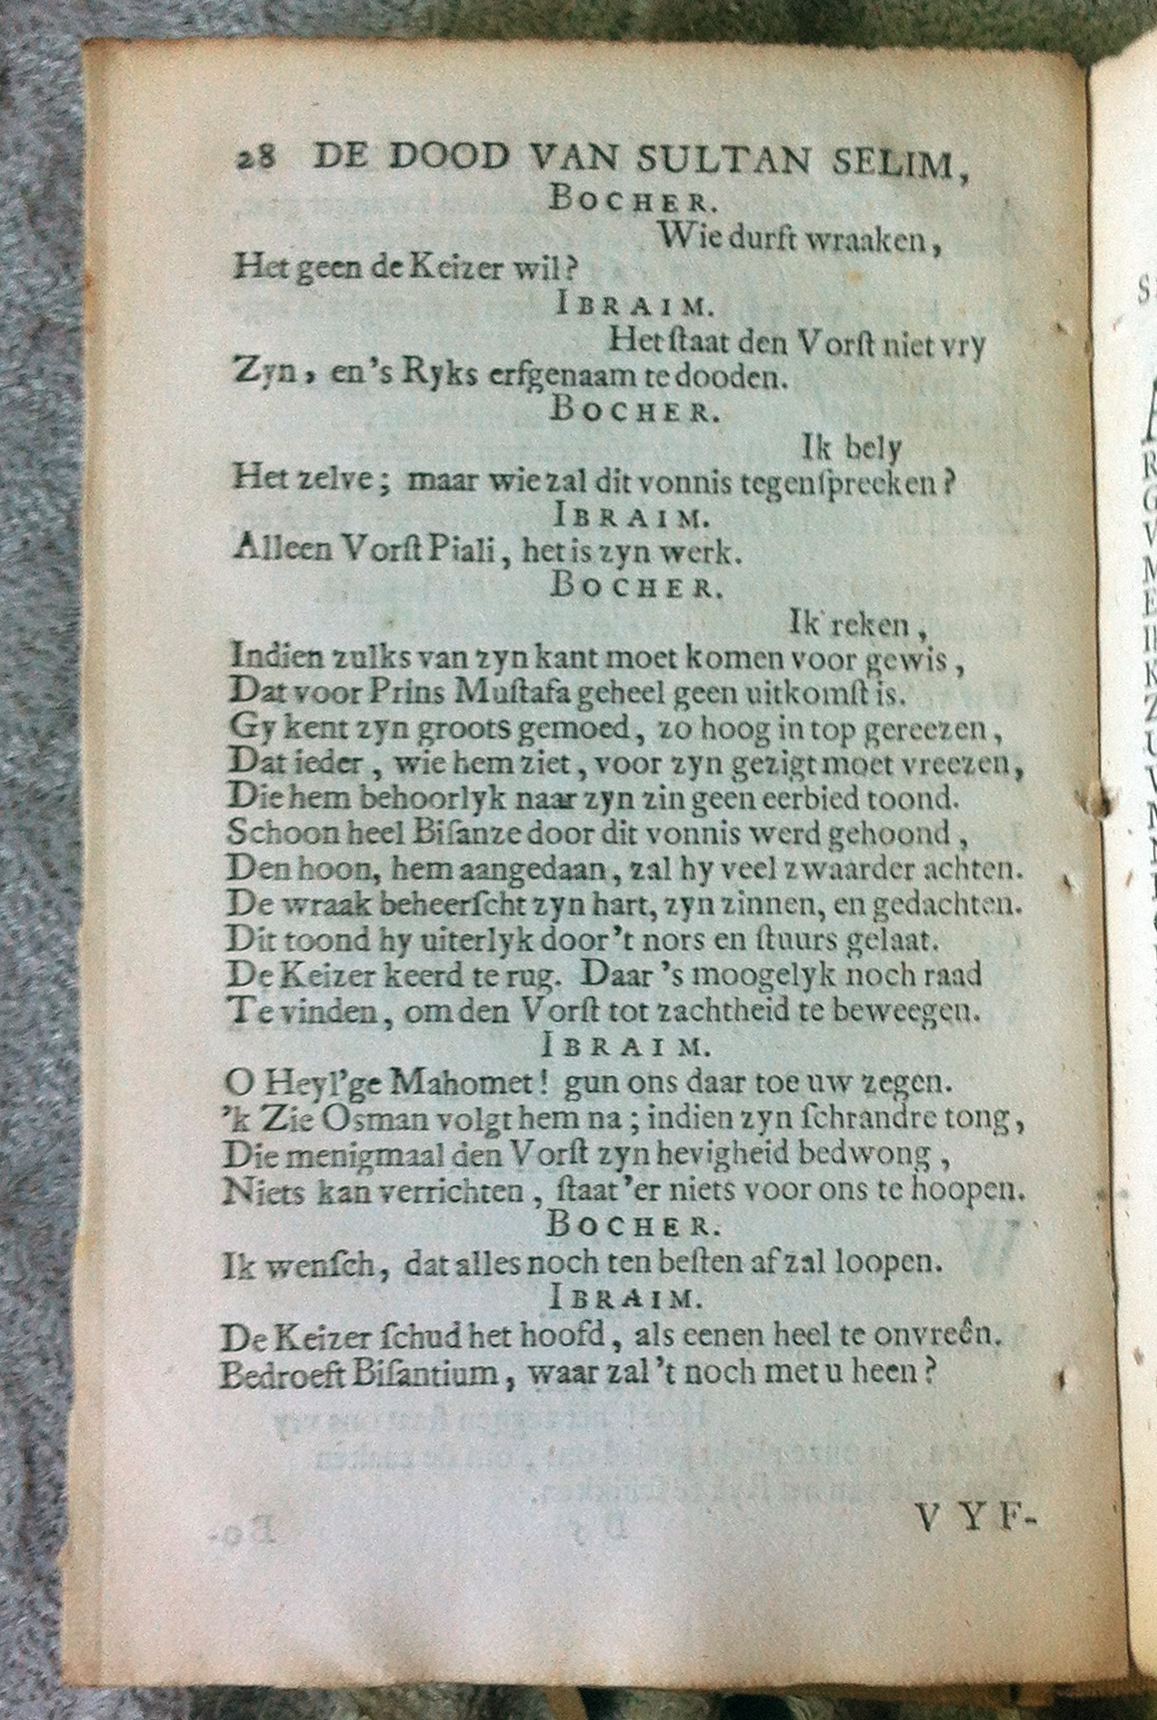 28 DE DOOD VAN SULTAN SELIM,
BOCHER.
Wie durft wraaken,
Het geen de Keizer wil?
IBRAIM.
Het ſtaat den Vorſt niet vry
Zyn, en's Ryks erfgenaam te dooden.
BOCHER.
Ik bely
Het zelve; maar wie zal dit vonnis tegenſpreeken?
IBRAIM.
Alleen Vorſt Piali, het is zyn werk.
BOCHER.
Ik reken,
Indien zulks van zyn kant moet komen voor gewis,
Dat voor Prins Muſtafa geheel geen uitkomſt is.
Gy kent zyn groots gemoed, zo hoog in top gereezen,
Dat ieder, wie hem ziet, voor zyn gezigt moet vreezen,
Die hem behoorlyk naar zyn zin geen eerbied toond.
Schoon heel Biſanze door dit vonnis werd gehoond,
Den hoon, hem aangedaan, zal hy veel zwaarder achten.
De wraak beheerſcht zyn hart, zyn zinnen, en gedachten.
Dit toond hy uiterlyk door't nors en ſtuurs gelaat.
De Keizer keerd te rug. Daar 's moogelyk noch raad
Te vinden, om den Vorſt tot zachtheid te beweegen.
IBRAIM.
O Heyl'ge Mahomet! gun ons daar toe uw zegen.
'k Zie Osman volgt hem na; indien zyn ſchrandre tong,
Die menigmaal den Vorſt zyn hevigheid bedwong,
Niets kan verrichten, ſtaat 'er niets voor ons te hoopen.
BOCHER.
Ik wenſch, dat alles noch ten beſten af zal loopen.
IBRAIM.
De Keizer ſchud het hoofd, als eenen heel te onvreên.
Bedroeft Biſantium, waar zal 't noch met u heen?
VYF-